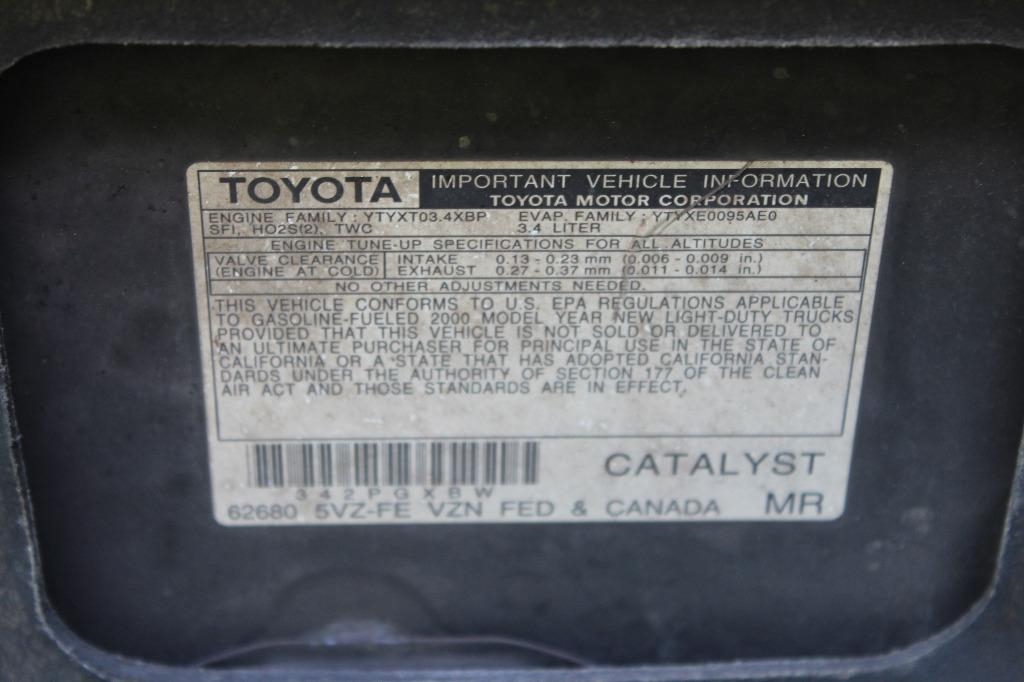 TOYOTA IMPORTANT VEHICLE INFORMATION
TOYOTA MOTOR CORPORATION
ENGINE FAMILY : YTYXT03.4XBP EVAP. FAMILY : YTYXE0095AE0
SFI, HO2S(2), TWC 3.4 LITER
ENGINE TUNE-UP SPECIFICATIONS FOR ALL ALTITUDES
VALVE CLEARANCE INTAKE 0.13 - 0.23 mm (0.006 - 0.009 in.)
(ENGINE AT COLD) EXHAUST 0.27 - 0.37 mm (0.011 - 0.014 in.)
NO OTHER ADJUSTMENTS NEEDED.
THIS VEHICLE CONFORMS TO U.S. EPA REGULATIONS APPLICABLE
TO GASOLINE-FUELED 2000 MODEL YEAR NEW LIGHT-DUTY TRUCKS
PROVIDED THAT THIS VEHICLE IS NOT SOLD OR DELIVERED TO
AN ULTIMATE PURCHASER FOR PRINCIPAL USE IN THE STATE OF
CALIFORNIA OR A STATE THAT HAS ADOPTED CALIFORNIA STAN-
DARDS UNDER THE AUTHORITY OF SECTION 177 OF THE CLEAN
AIR ACT AND THOSE STANDARDS ARE IN EFFECT.
CATALYST
342PGXBW
62680 5VZ-FE VZN FED & CANADA MR